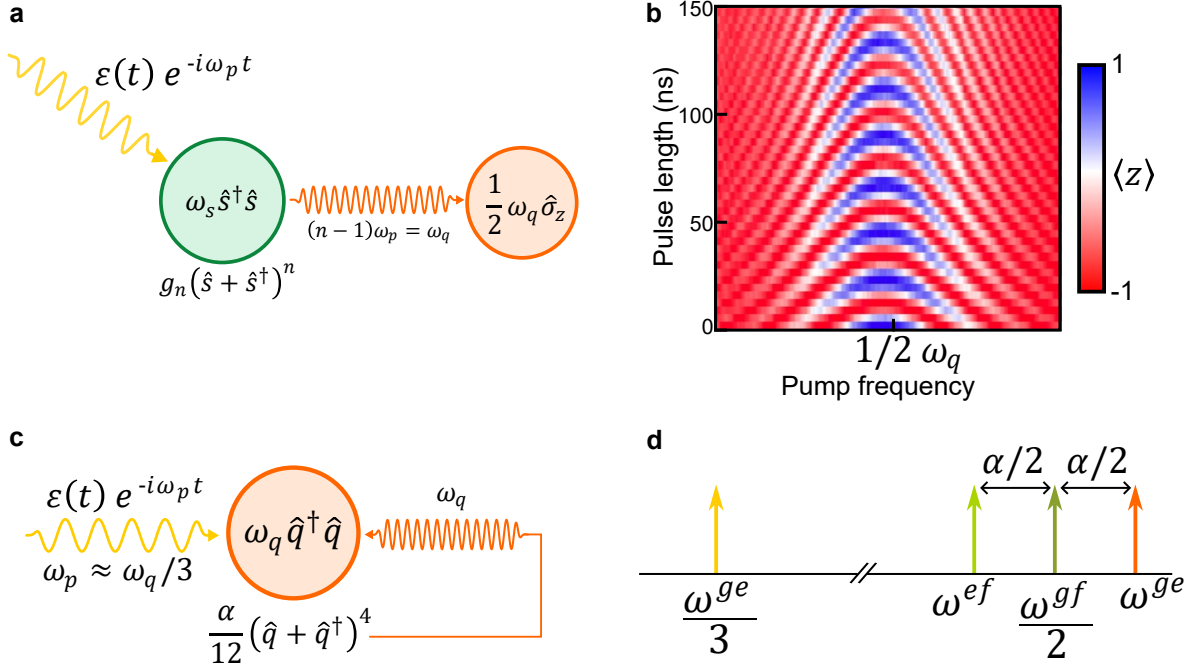 a
ε(t) e^{-iω_p t}
ω_s ŝ†ŝ
(n − 1)ω_p = ω_q
1/2 ω_q σ̂_z
g_n(ŝ + ŝ†)^n
b
150
100
50
0
Pulse length (ns)
1/2 ω_q
Pump frequency
1
⟨z⟩
-1
c
ε(t) e^{-iω_p t}
ω_p ≈ ω_q/3
ω_q q̂†q̂
ω_q
α/12 (q̂ + q̂†)^4
d
α/2 α/2
ω^{ge}/3
ω^{ef}
ω^{gf}/2
ω^{ge}